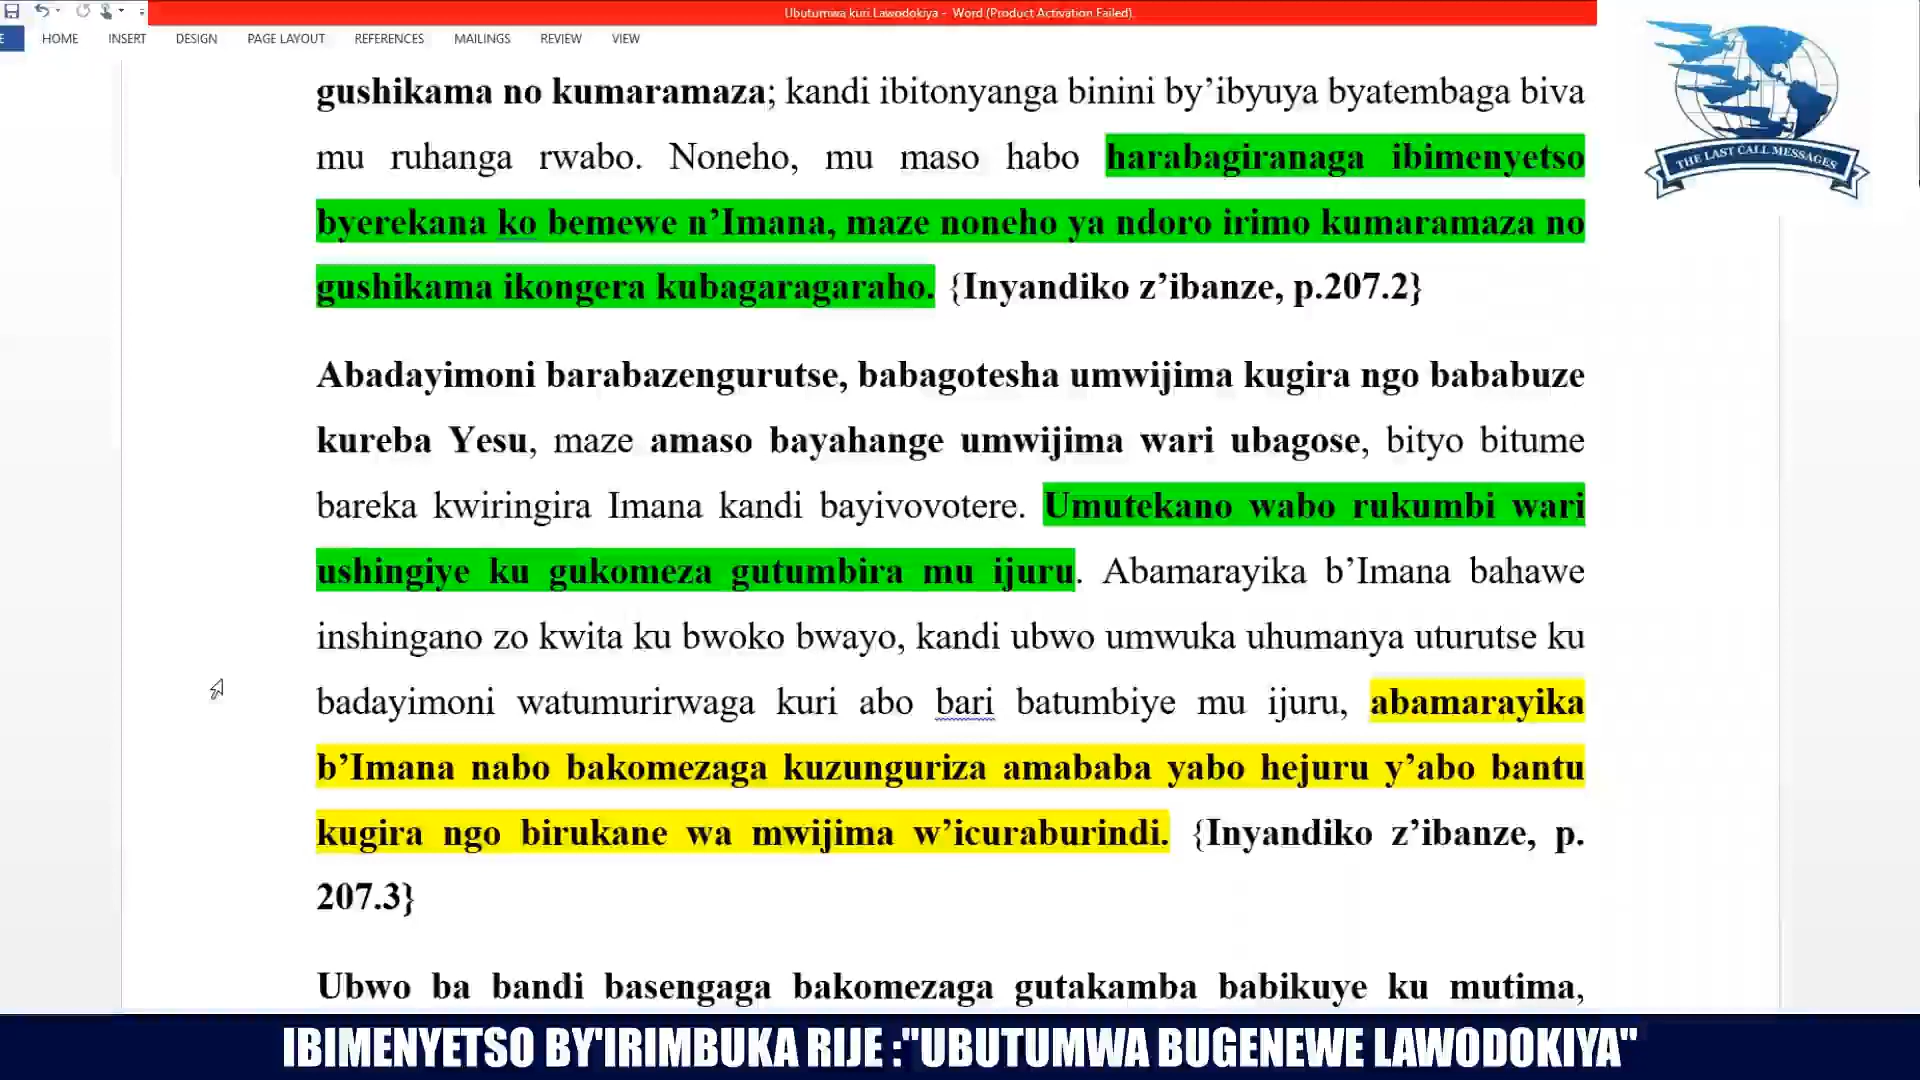 Ubutumwa kuri Lawodokiya - Word (Product Activation Failed)
HOME INSERT DESIGN PAGE LAYOUT REFERENCES MAILINGS REVIEW VIEW
THE LAST CALL MESSAGES
gushikama no kumaramaza; kandi ibitonyanga binini by’ibyuya byatembaga biva
mu ruhanga rwabo. Noneho, mu maso habo harabagiranaga ibimenyetso
byerekana ko bemewe n’Imana, maze noneho ya ndoro irimo kumaramaza no
gushikama ikongera kubagaragaraho. {Inyandiko z’ibanze, p.207.2}
Abadayimoni barabazengurutse, babagotesha umwijima kugira ngo bababuze
kureba Yesu, maze amaso bayahange umwijima wari ubagose, bityo bitume
bareka kwiringira Imana kandi bayivovotere. Umutekano wabo rukumbi wari
ushingiye ku gukomeza gutumbira mu ijuru. Abamarayika b’Imana bahawe
inshingano zo kwita ku bwoko bwayo, kandi ubwo umwuka uhumanya uturutse ku
badayimoni watumurirwaga kuri abo bari batumbiye mu ijuru, abamarayika
b’Imana nabo bakomezaga kuzunguriza amababa yabo hejuru y’abo bantu
kugira ngo birukane wa mwijima w’icuraburindi. {Inyandiko z’ibanze, p.
207.3}
Ubwo ba bandi basengaga bakomezaga gutakamba babikuye ku mutima,
IBIMENYETSO BY'IRIMBUKA RIJE :"UBUTUMWA BUGENEWE LAWODOKIYA"